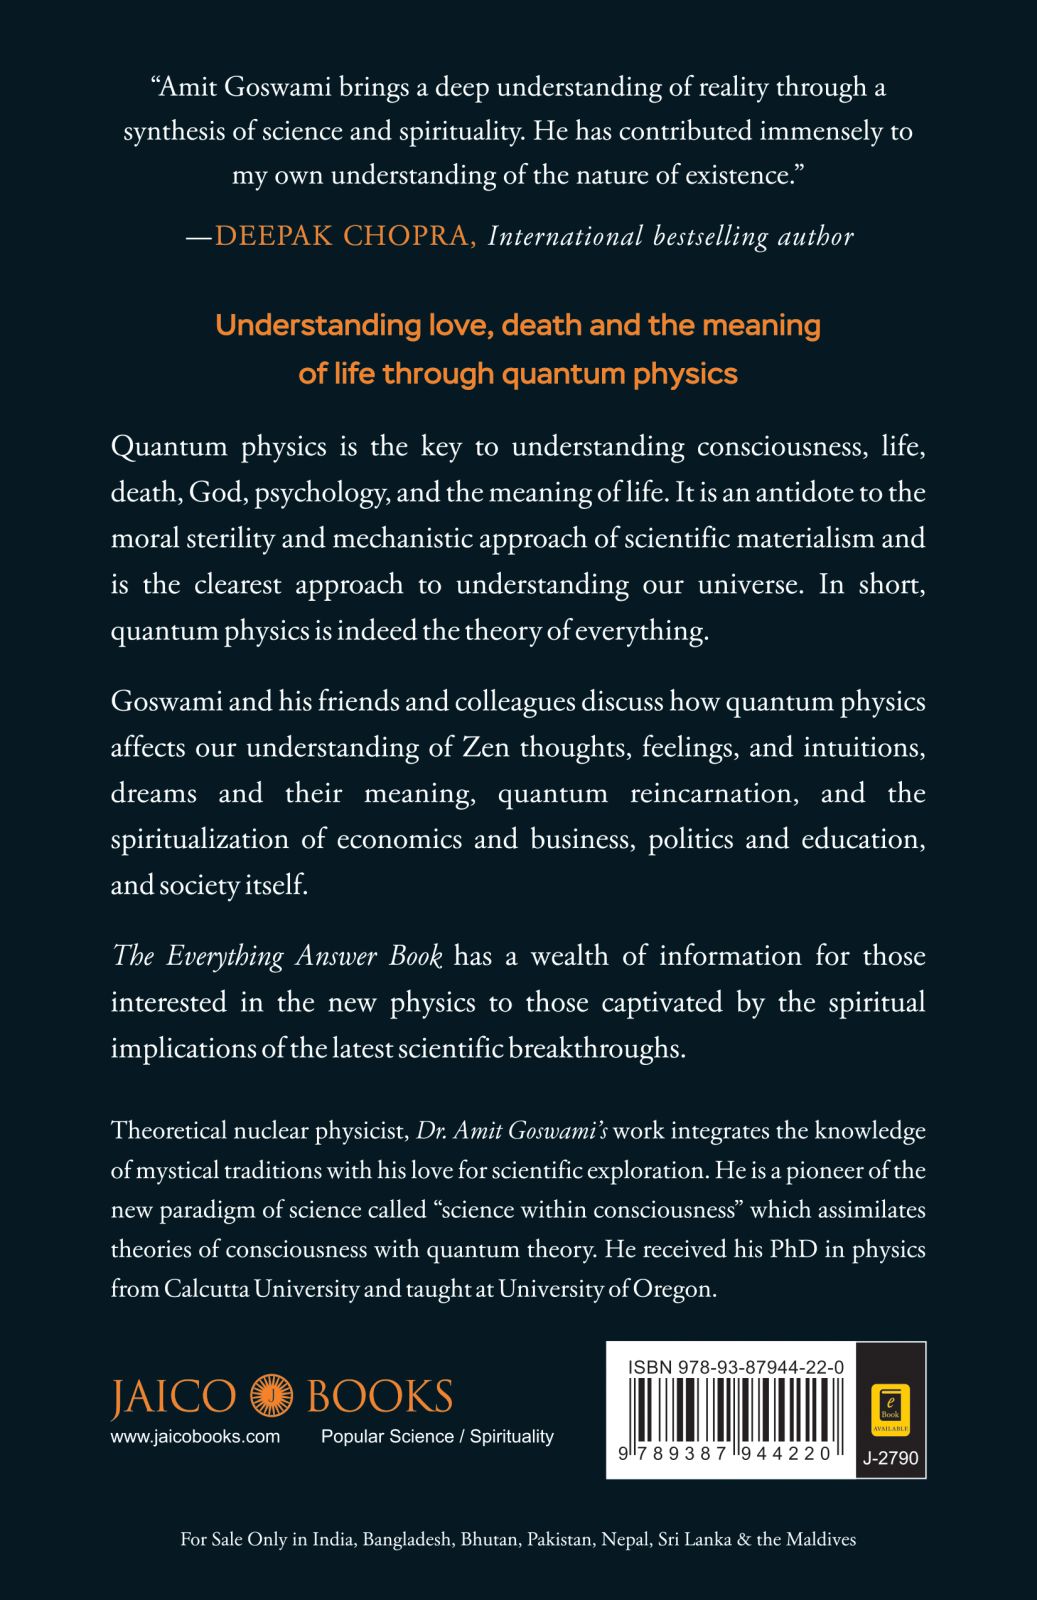 “Amit Goswami brings a deep understanding of reality through a
synthesis of science and spirituality. He has contributed immensely to
my own understanding of the nature of existence.”
—DEEPAK CHOPRA, International bestselling author
Understanding love, death and the meaning
of life through quantum physics
Quantum physics is the key to understanding consciousness, life,
death, God, psychology, and the meaning of life. It is an antidote to the
moral sterility and mechanistic approach of scientific materialism and
is the clearest approach to understanding our universe. In short,
quantum physics is indeed the theory of everything.
Goswami and his friends and colleagues discuss how quantum physics
affects our understanding of Zen thoughts, feelings, and intuitions,
dreams and their meaning, quantum reincarnation, and the
spiritualization of economics and business, politics and education,
and society itself.
The Everything Answer Book has a wealth of information for those
interested in the new physics to those captivated by the spiritual
implications of the latest scientific breakthroughs.
Theoretical nuclear physicist, Dr. Amit Goswami’s work integrates the knowledge
of mystical traditions with his love for scientific exploration. He is a pioneer of the
new paradigm of science called “science within consciousness” which assimilates
theories of consciousness with quantum theory. He received his PhD in physics
from Calcutta University and taught at University of Oregon.
JAICO J BOOKS
www.jaicobooks.com Popular Science / Spirituality
ISBN 978-93-87944-22-0
9 789387 944220
e
Book
AVAILABLE
J-2790
For Sale Only in India, Bangladesh, Bhutan, Pakistan, Nepal, Sri Lanka & the Maldives